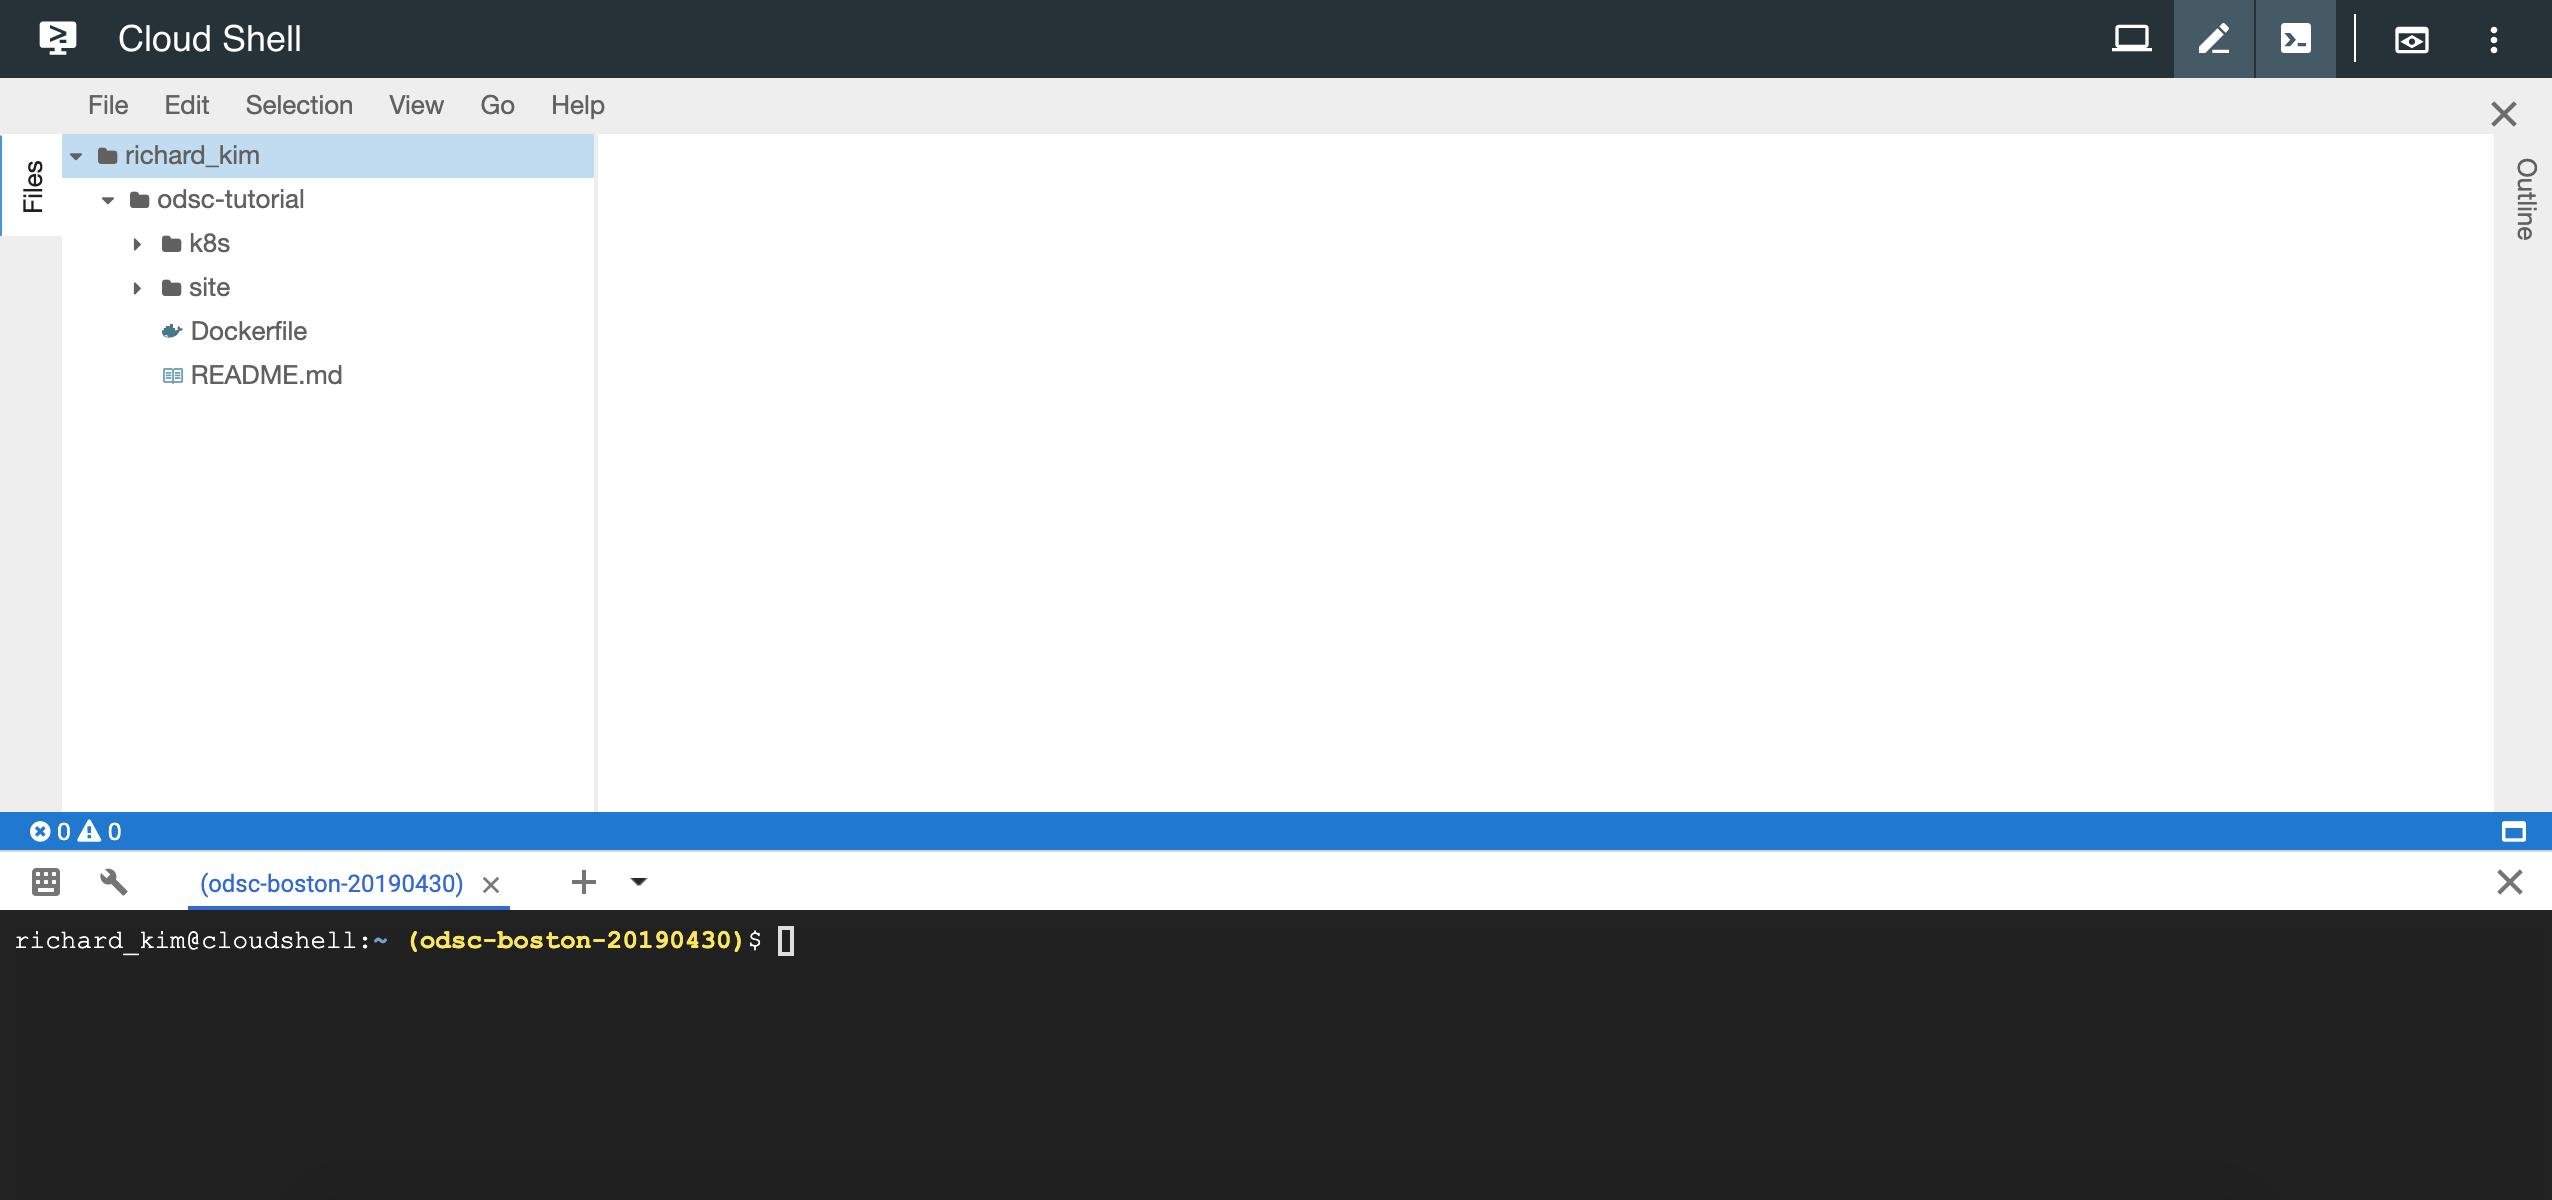 Cloud Shell
File Edit Selection View Go Help
Files
richard_kim
odsc-tutorial
k8s
site
Dockerfile
README.md
Outline
0 0
(odsc-boston-20190430)
richard_kim@cloudshell:~ (odsc-boston-20190430)$